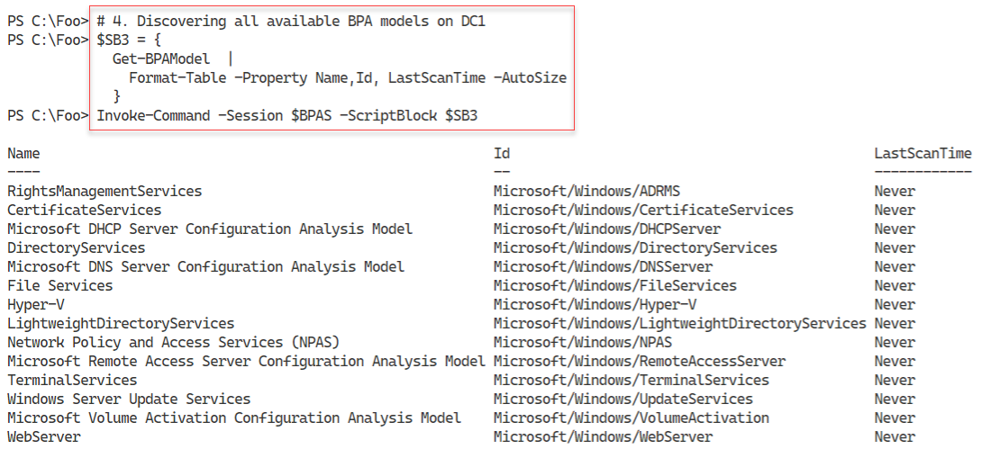 PS C:\Foo> # 4. Discovering all available BPA models on DC1
PS C:\Foo> $SB3 = {
Get-BPAModel  |
Format-Table -Property Name,Id, LastScanTime -AutoSize
}
PS C:\Foo> Invoke-Command -Session $BPAS -ScriptBlock $SB3
Name Id LastScanTime
---- -- ------------
RightsManagementServices Microsoft/Windows/ADRMS Never
CertificateServices Microsoft/Windows/CertificateServices Never
Microsoft DHCP Server Configuration Analysis Model Microsoft/Windows/DHCPServer Never
DirectoryServices Microsoft/Windows/DirectoryServices Never
Microsoft DNS Server Configuration Analysis Model Microsoft/Windows/DNSServer Never
File Services Microsoft/Windows/FileServices Never
Hyper-V Microsoft/Windows/Hyper-V Never
LightweightDirectoryServices Microsoft/Windows/LightweightDirectoryServices Never
Network Policy and Access Services (NPAS) Microsoft/Windows/NPAS Never
Microsoft Remote Access Server Configuration Analysis Model Microsoft/Windows/RemoteAccessServer Never
TerminalServices Microsoft/Windows/TerminalServices Never
Windows Server Update Services Microsoft/Windows/UpdateServices Never
Microsoft Volume Activation Configuration Analysis Model Microsoft/Windows/VolumeActivation Never
WebServer Microsoft/Windows/WebServer Never